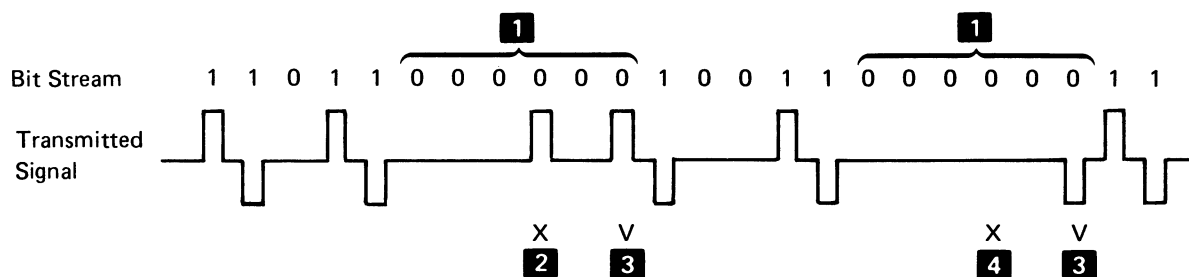 1 1
Bit Stream 1 1 0 1 1 0 0 0 0 0 0 1 0 0 1 1 0 0 0 0 0 0 1 1
Transmitted
Signal
X V X V
2 3 4 3